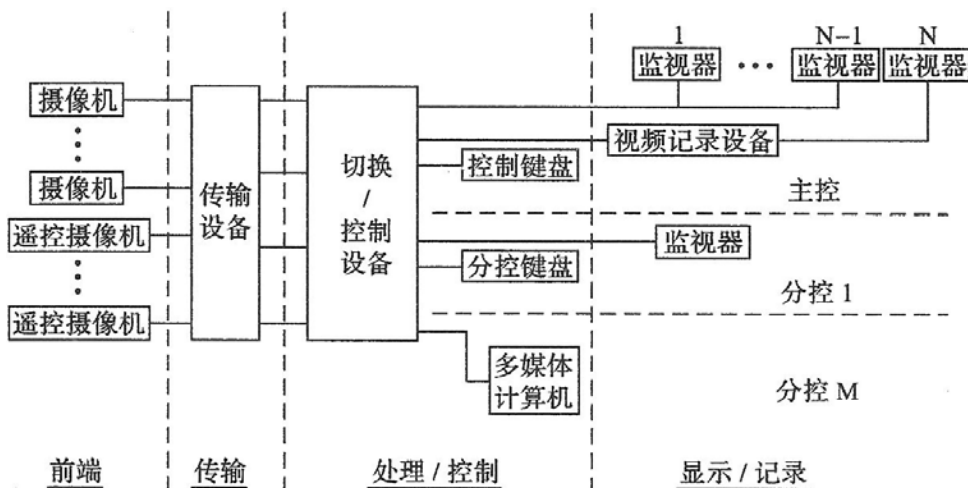 1
N-1
N
监视器
…
监视器
监视器
摄像机
视频记录设备
控制键盘
摄像机
传输
设备
切换
/
控制
设备
主控
遥控摄像机
监视器
分控键盘
分控 1
遥控摄像机
多媒体
计算机
分控 M
前端
传输
处理 / 控制
显示 / 记录